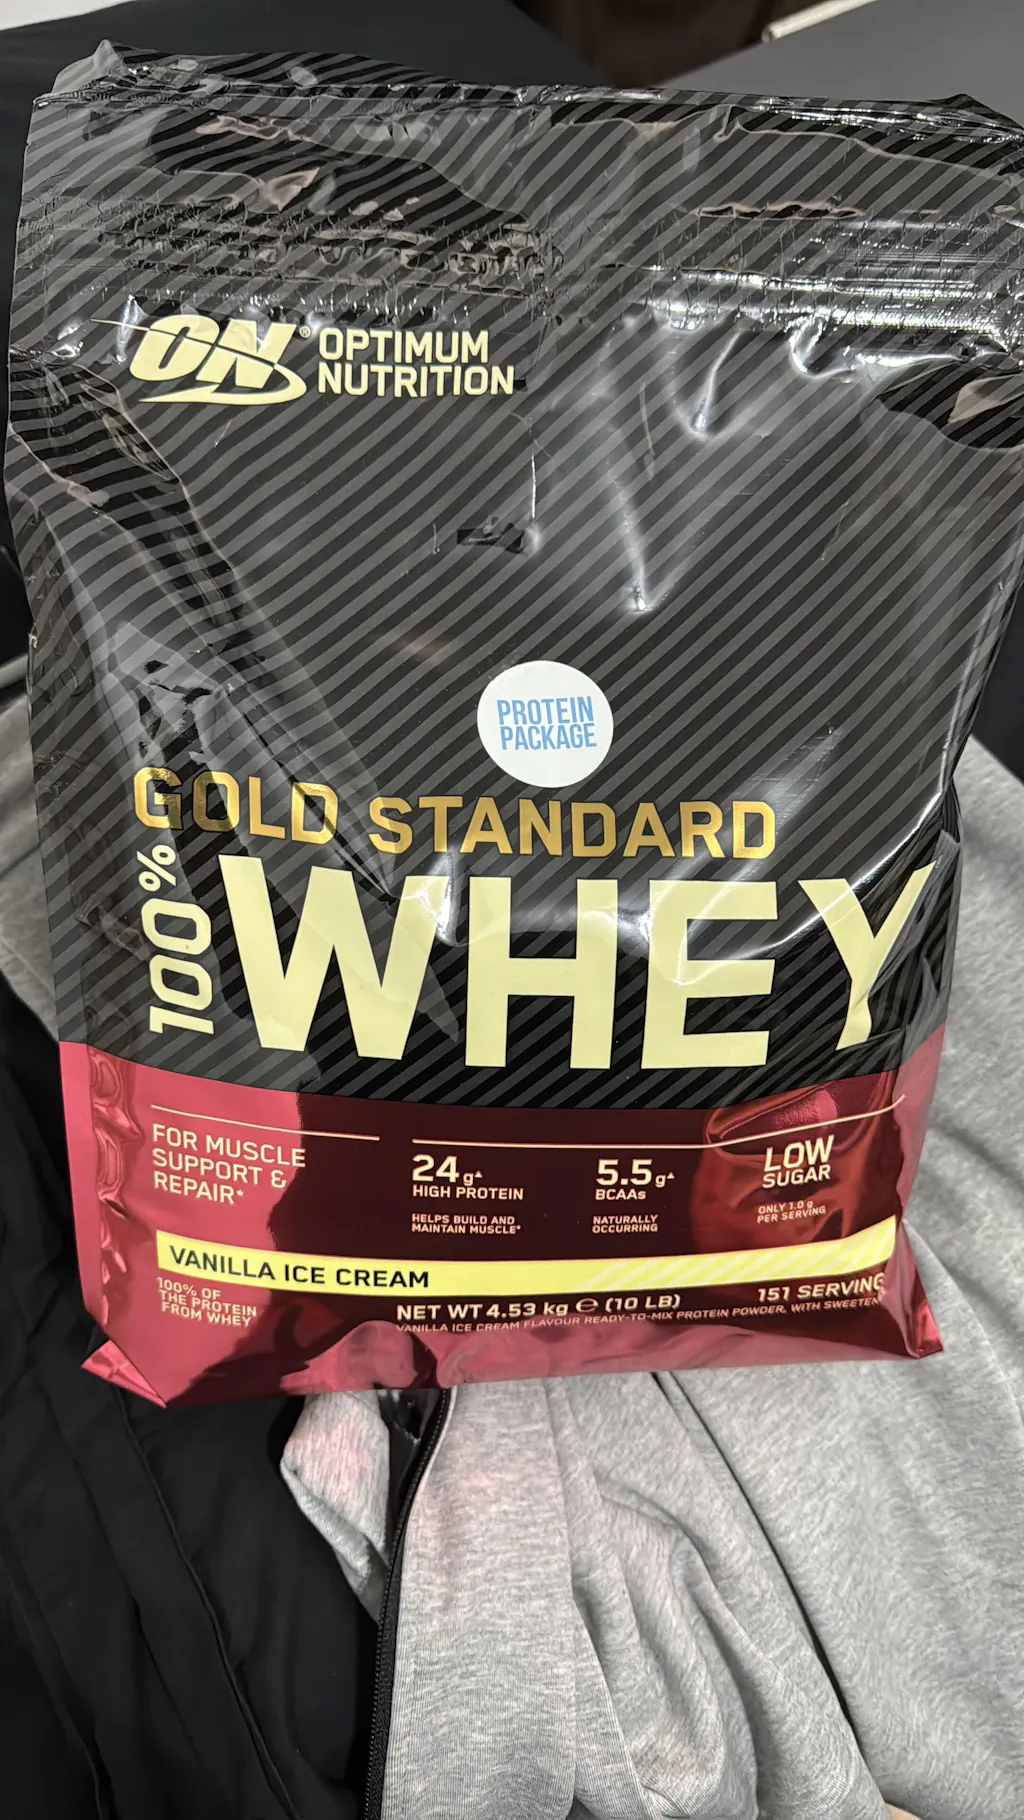 ON® OPTIMUM
NUTRITION
PROTEIN
PACKAGE
GOLD STANDARD
100% WHEY
FOR MUSCLE
SUPPORT &
REPAIR*
24g▲
HIGH PROTEIN
HELPS BUILD AND
MAINTAIN MUSCLE*
5.5g▲
BCAAs
NATURALLY
OCCURRING
LOW
SUGAR
ONLY 1.0 g
PER SERVING
VANILLA ICE CREAM
100% OF
THE PROTEIN
FROM WHEY
NET WT 4.53 kg ℮ (10 LB)
151 SERVING
VANILLA ICE CREAM FLAVOUR READY-TO-MIX PROTEIN POWDER, WITH